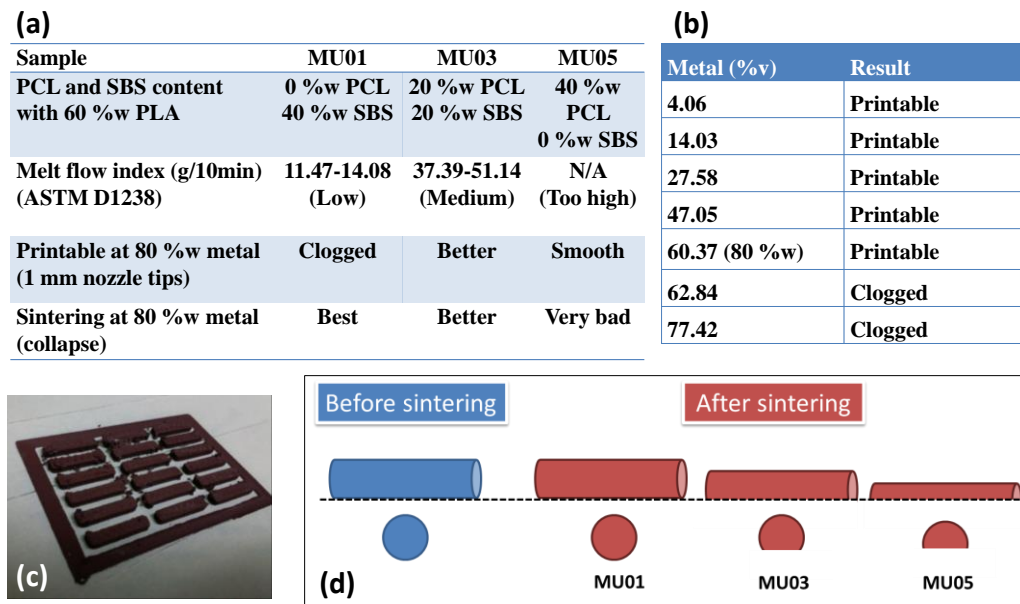 (a)
Sample MU01 MU03 MU05
PCL and SBS content 0 %w PCL 20 %w PCL 40 %w
with 60 %w PLA 40 %w SBS 20 %w SBS PCL
0 %w SBS
Melt flow index (g/10min) 11.47-14.08 37.39-51.14 N/A
(ASTM D1238) (Low) (Medium) (Too high)
Printable at 80 %w metal Clogged Better Smooth
(1 mm nozzle tips)
Sintering at 80 %w metal Best Better Very bad
(collapse)
(b)
Metal (%v) Result
4.06 Printable
14.03 Printable
27.58 Printable
47.05 Printable
60.37 (80 %w) Printable
62.84 Clogged
77.42 Clogged
(c)
Before sintering After sintering
(d) MU01 MU03 MU05